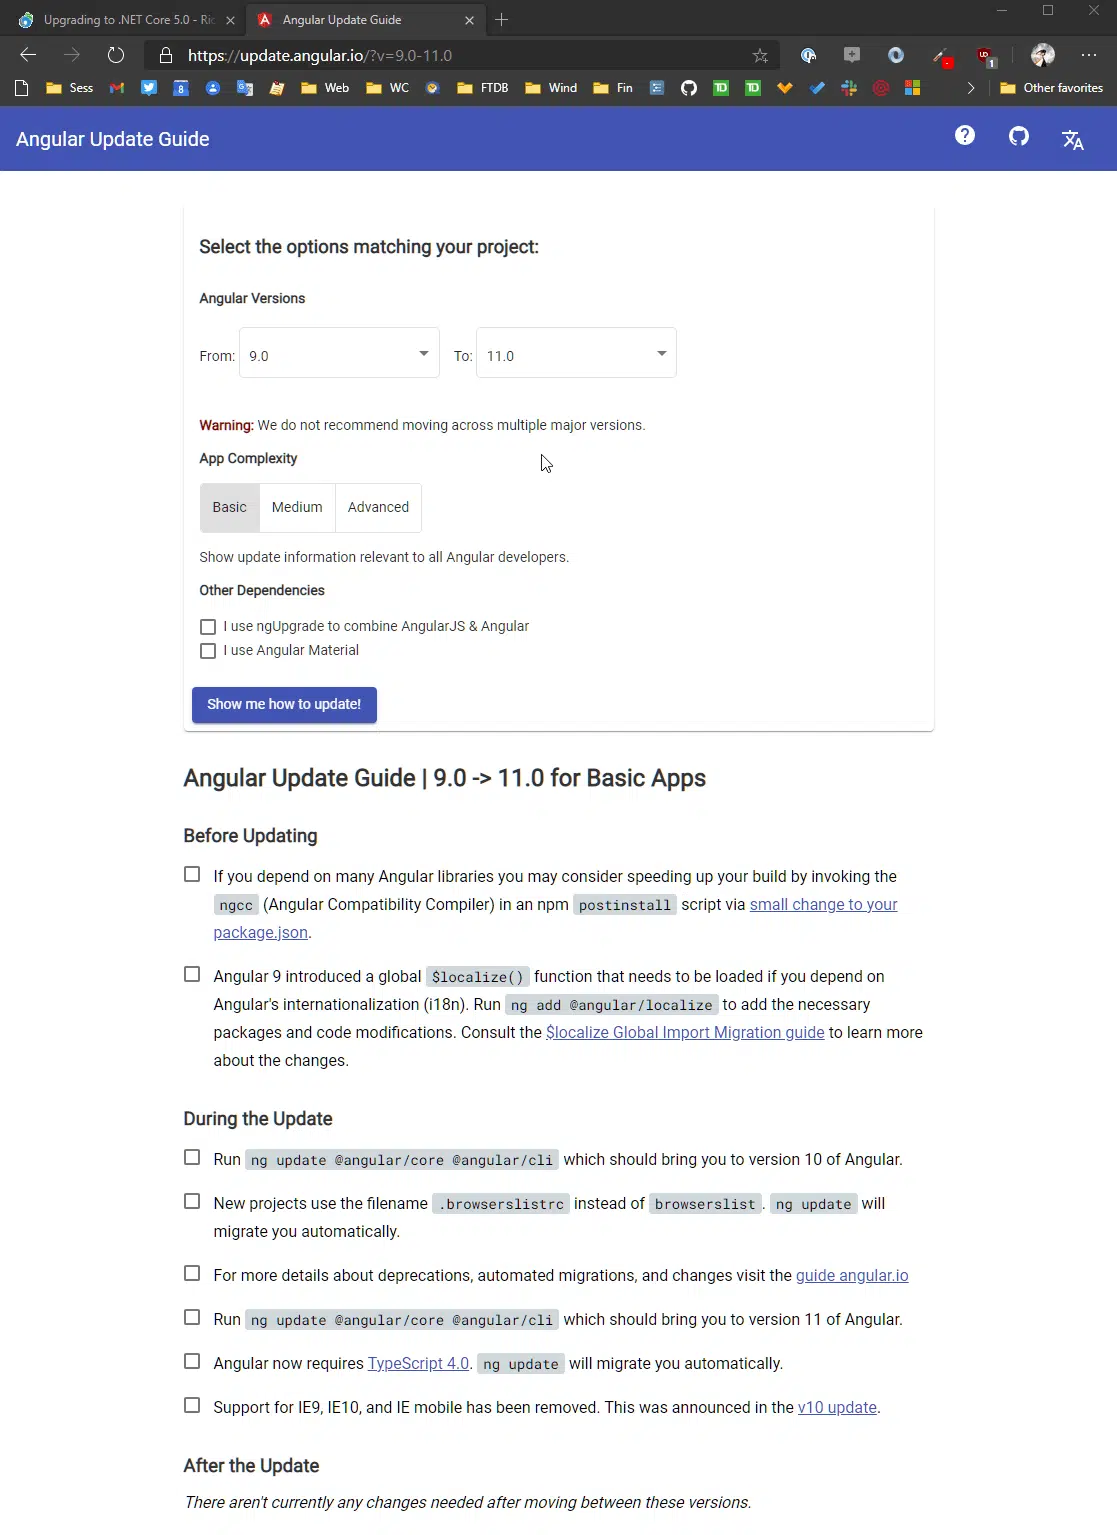 Upgrading to .NET Core 5.0 - Ric
Angular Update Guide
https://update.angular.io/?v=9.0-11.0
1
Sess
8
Web
WC
FTDB
Wind
Fin
TD
TD
Other favorites
Angular Update Guide
Select the options matching your project:
Angular Versions
From: 9.0 To: 11.0
Warning: We do not recommend moving across multiple major versions.
App Complexity
Basic Medium Advanced
Show update information relevant to all Angular developers.
Other Dependencies
I use ngUpgrade to combine AngularJS & Angular
I use Angular Material
Show me how to update!
Angular Update Guide | 9.0 -> 11.0 for Basic Apps
Before Updating
If you depend on many Angular libraries you may consider speeding up your build by invoking the
ngcc (Angular Compatibility Compiler) in an npm postinstall script via small change to your
package.json.
Angular 9 introduced a global $localize() function that needs to be loaded if you depend on
Angular's internationalization (i18n). Run ng add @angular/localize to add the necessary
packages and code modifications. Consult the $localize Global Import Migration guide to learn more
about the changes.
During the Update
Run ng update @angular/core @angular/cli which should bring you to version 10 of Angular.
New projects use the filename .browserslistrc instead of browserslist. ng update will
migrate you automatically.
For more details about deprecations, automated migrations, and changes visit the guide angular.io
Run ng update @angular/core @angular/cli which should bring you to version 11 of Angular.
Angular now requires TypeScript 4.0. ng update will migrate you automatically.
Support for IE9, IE10, and IE mobile has been removed. This was announced in the v10 update.
After the Update
There aren't currently any changes needed after moving between these versions.